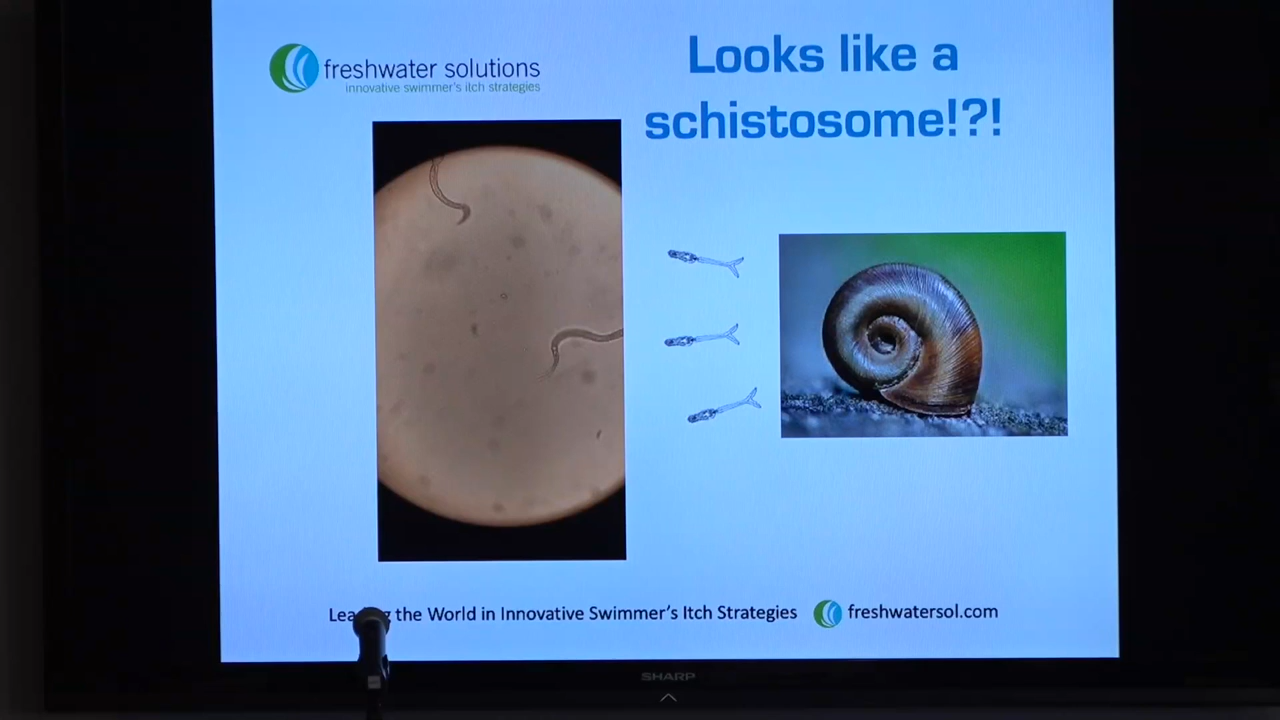 freshwater solutions
innovative swimmer's itch strategies
Looks like a
schistosome!?!
the World in Innovative Swimmer's Itch Strategies
freshwatersol.com
SHARP